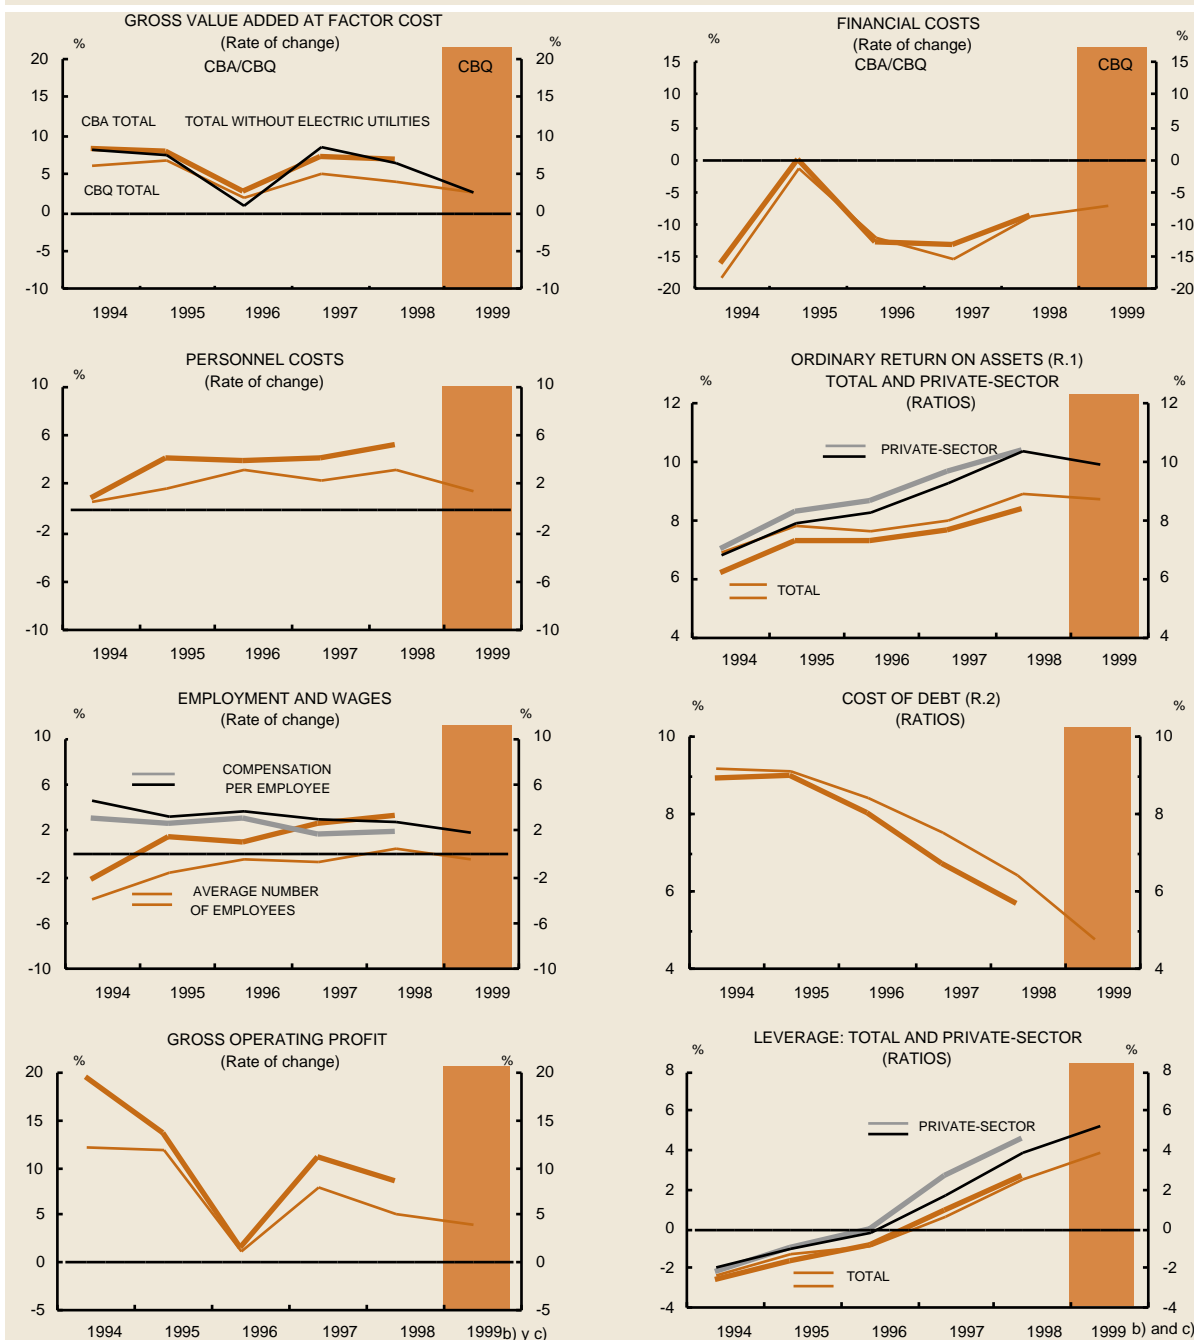 GROSS VALUE ADDED AT FACTOR COST
(Rate of change)
CBA/CBQ
CBQ
%
%
20
15
10
5
0
-5
-10
20
15
10
5
0
-5
-10
CBA TOTAL
TOTAL WITHOUT ELECTRIC UTILITIES
CBQ TOTAL
1994 1995 1996 1997 1998 1999
FINANCIAL COSTS
(Rate of change)
CBA/CBQ
CBQ
%
%
15
10
5
0
-5
-10
-15
-20
15
10
5
0
-5
-10
-15
-20
1994 1995 1996 1997 1998 1999
PERSONNEL COSTS
(Rate of change)
%
%
10
6
2
-2
-6
-10
10
6
2
-2
-6
-10
1994 1995 1996 1997 1998 1999
ORDINARY RETURN ON ASSETS (R.1)
TOTAL AND PRIVATE-SECTOR
(RATIOS)
%
%
12
10
8
6
4
12
10
8
6
4
PRIVATE-SECTOR
TOTAL
1994 1995 1996 1997 1998 1999
EMPLOYMENT AND WAGES
(Rate of change)
%
%
10
6
2
-2
-6
-10
10
6
2
-2
-6
-10
COMPENSATION
PER EMPLOYEE
AVERAGE NUMBER
OF EMPLOYEES
1994 1995 1996 1997 1998 1999
COST OF DEBT (R.2)
(RATIOS)
%
%
10
8
6
4
10
8
6
4
1994 1995 1996 1997 1998 1999
GROSS OPERATING PROFIT
(Rate of change)
%
%
20
15
10
5
0
-5
20
15
10
5
0
-5
1994 1995 1996 1997 1998 1999 b) y c)
LEVERAGE: TOTAL AND PRIVATE-SECTOR
(RATIOS)
%
%
8
6
4
2
0
-2
-4
8
6
4
2
0
-2
-4
PRIVATE-SECTOR
TOTAL
1994 1995 1996 1997 1998 1999 b) and c)